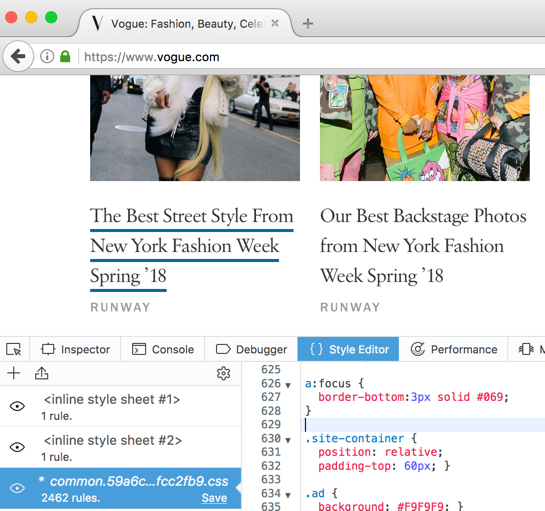 Vogue: Fashion, Beauty, Cele
https://www.vogue.com
The Best Street Style From
New York Fashion Week
Spring ’18
RUNWAY
Our Best Backstage Photos
from New York Fashion
Week Spring ’18
RUNWAY
Inspector
Console
Debugger
{ } Style Editor
Performance
M
<inline style sheet #1>
1 rule.
<inline style sheet #2>
1 rule.
* common.59a6c...fcc2fb9.css
2462 rules.
Save
625
626 a:focus {
627 border-bottom:3px solid #069;
628 }
629
630 .site-container {
631 position: relative;
632 padding-top: 60px; }
633
634 .ad {
635 background: #F9F9F9; }